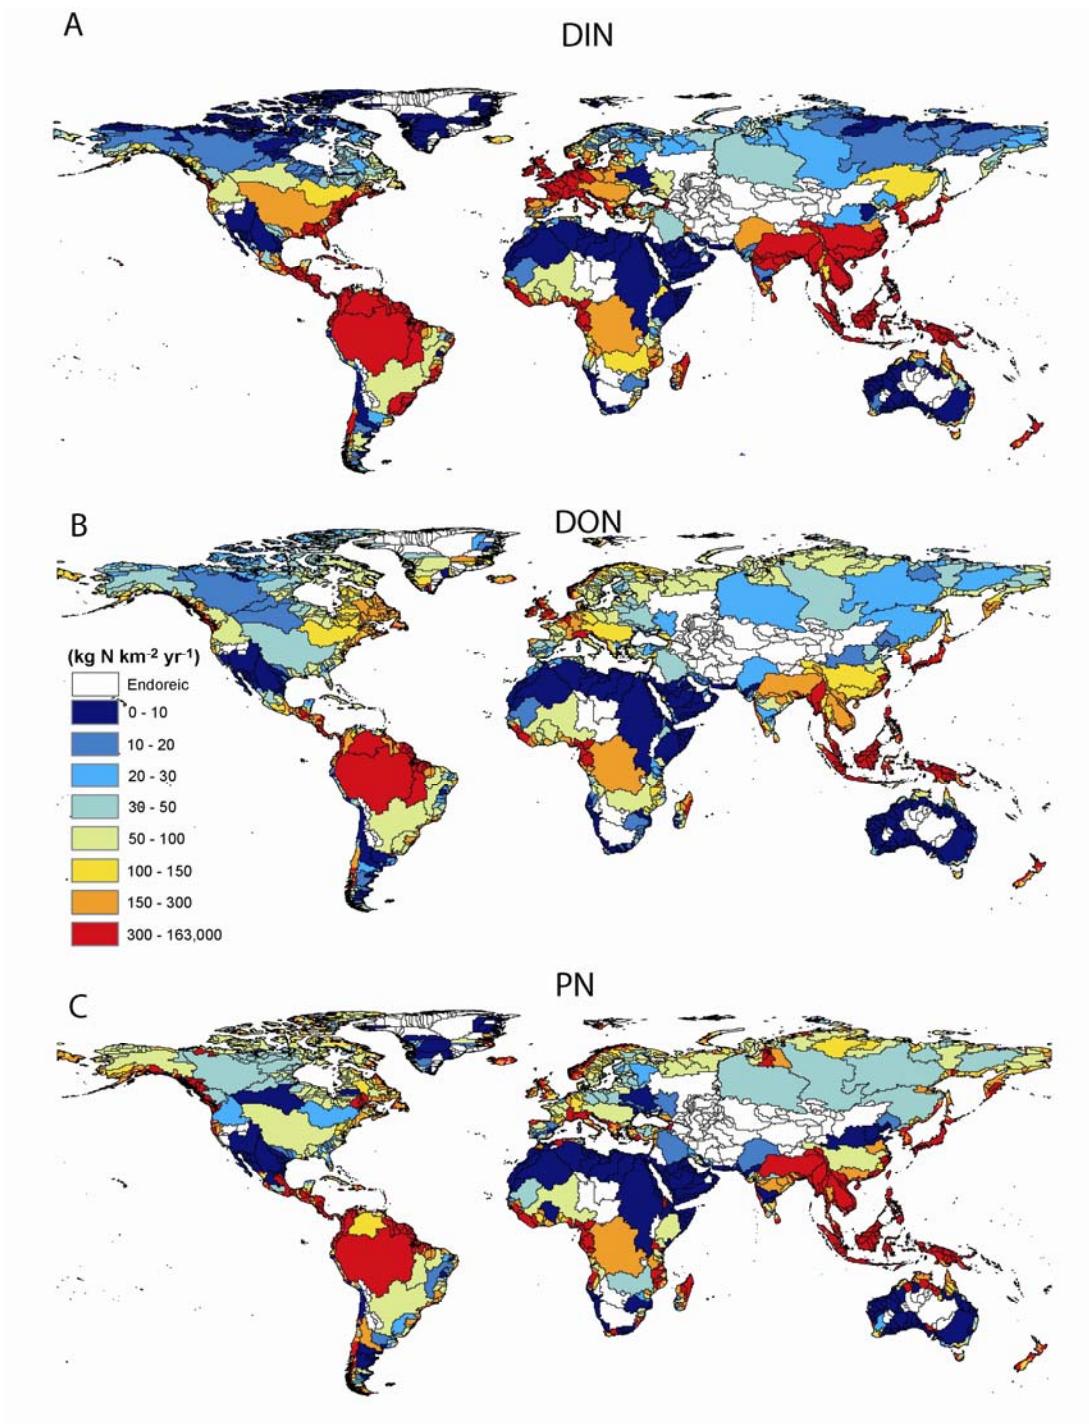 A
DIN
B
DON
(kg N km⁻² yr⁻¹)
Endoreic
0 - 10
10 - 20
20 - 30
30 - 50
50 - 100
100 - 150
150 - 300
300 - 163,000
C
PN